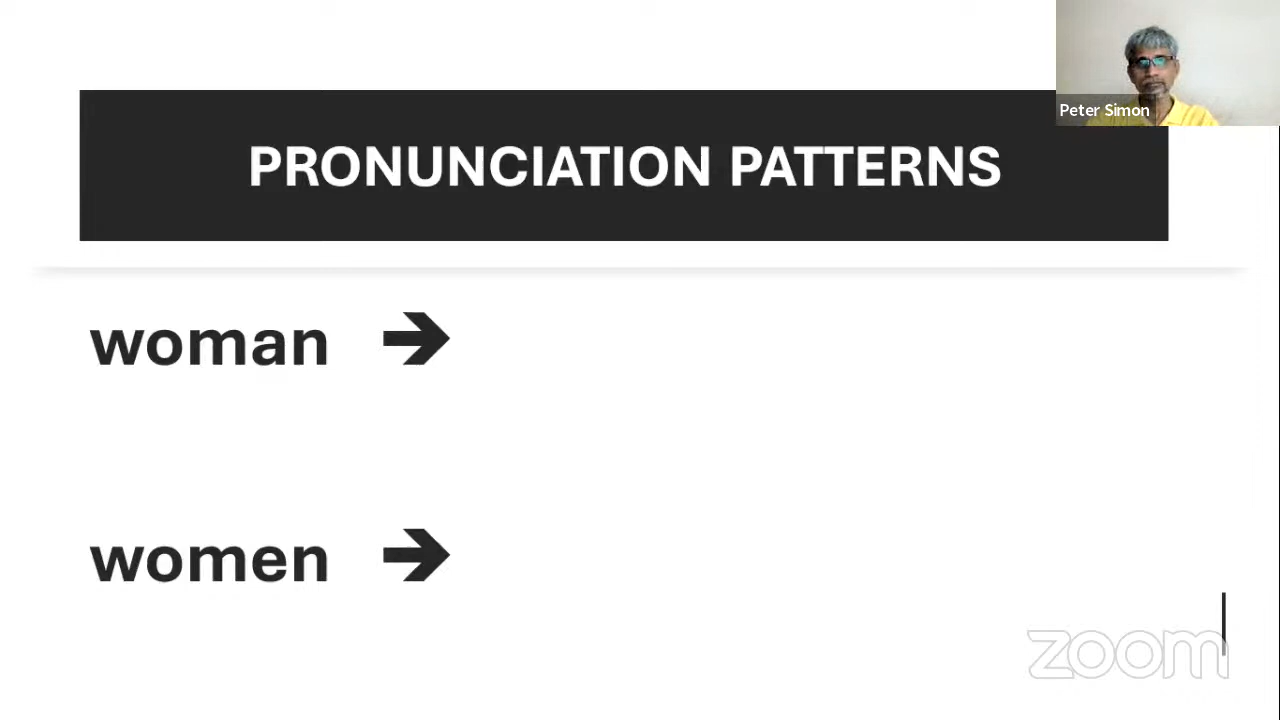 Peter Simon
PRONUNCIATION PATTERNS
woman ➔
women ➔
zoom